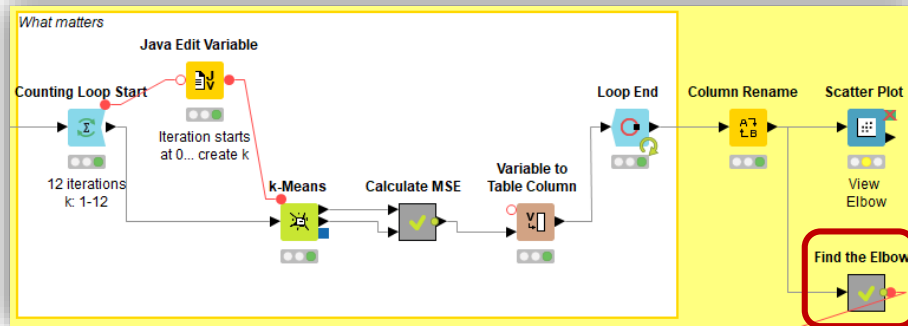 What matters
Java Edit Variable
Counting Loop Start
Iteration starts
at 0... create k
12 iterations
k: 1-12
k-Means
Calculate MSE
Variable to
Table Column
Loop End
Column Rename
Scatter Plot
View
Elbow
Find the Elbow